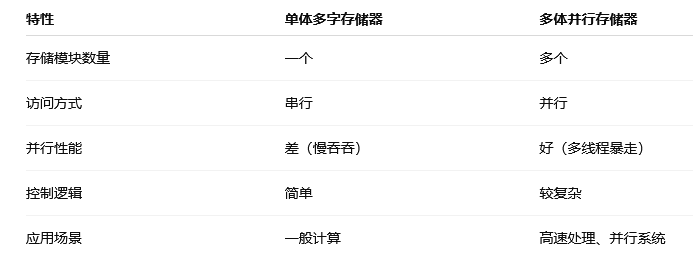 特性 单体多字存储器 多体并行存储器
存储模块数量 一个 多个
访问方式 串行 并行
并行性能 差（慢吞吞） 好（多线程暴走）
控制逻辑 简单 较复杂
应用场景 一般计算 高速处理、并行系统